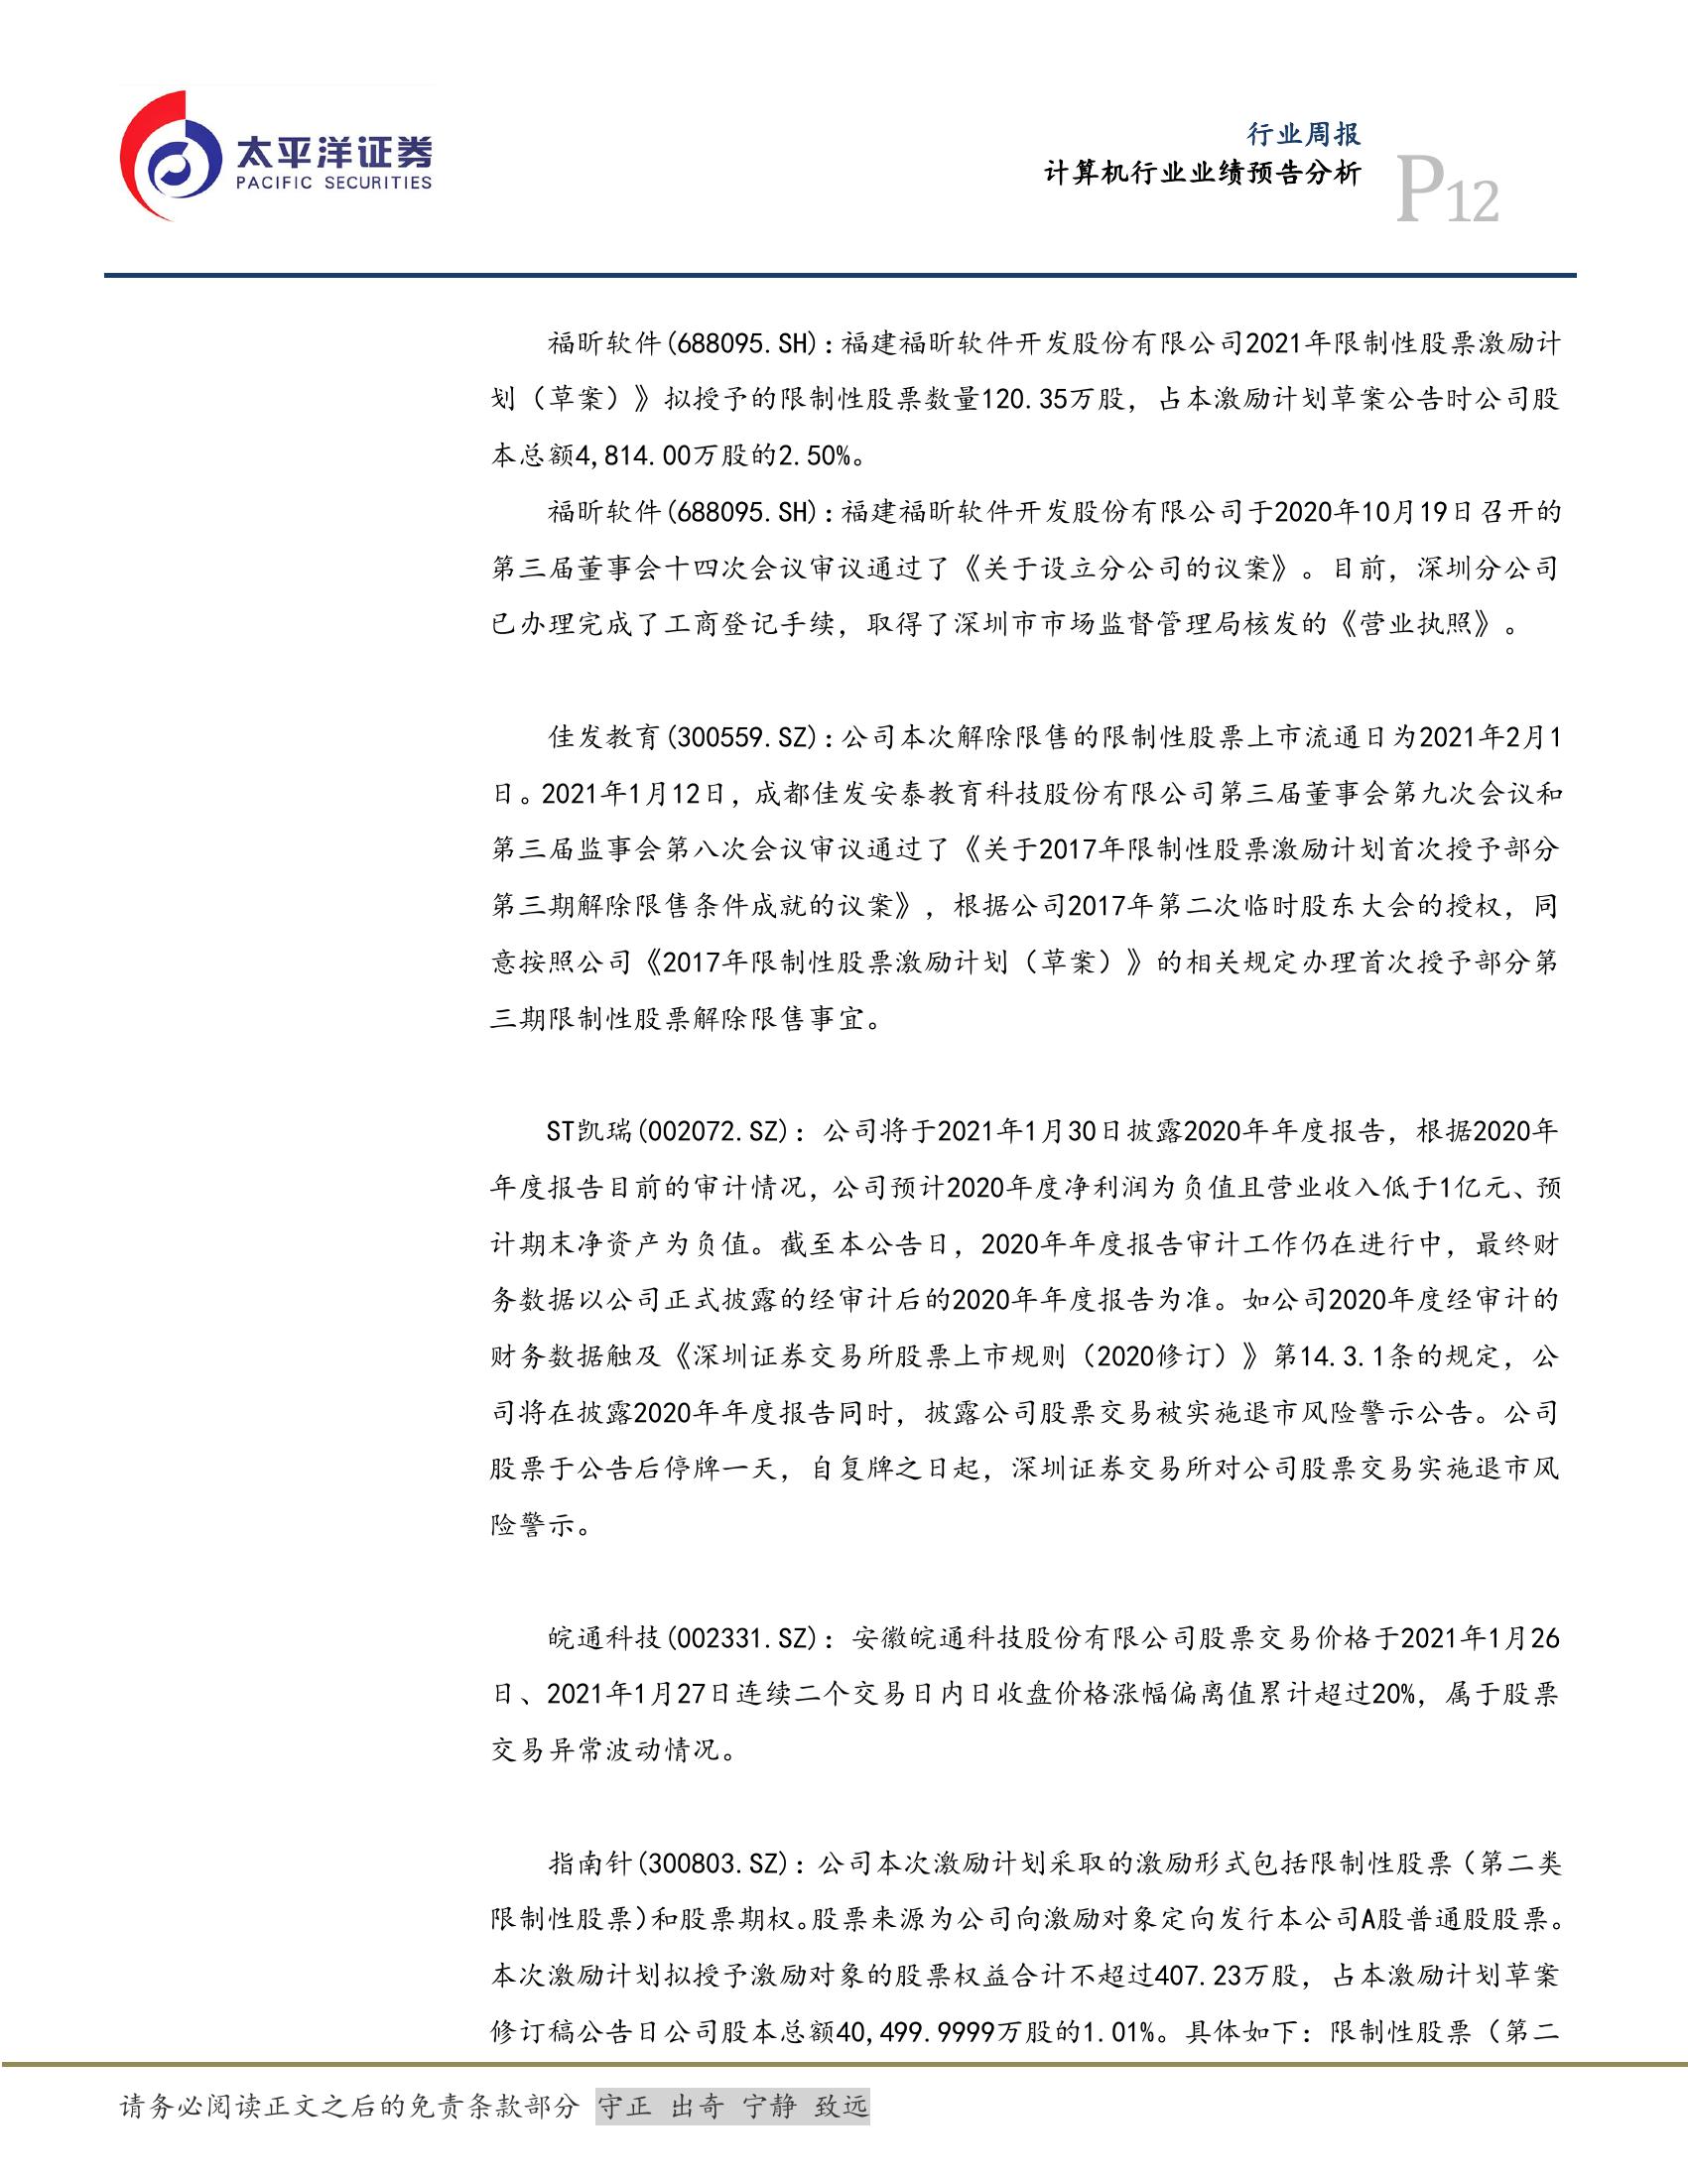 太平洋证券
PACIFIC SECURITIES
行业周报
计算机行业业绩预告分析
P12
福昕软件(688095.SH):福建福昕软件开发股份有限公司2021年限制性股票激励计
划（草案）》拟授予的限制性股票数量120.35万股，占本激励计划草案公告时公司股
本总额4,814.00万股的2.50%。
福昕软件(688095.SH):福建福昕软件开发股份有限公司于2020年10月19日召开的
第三届董事会十四次会议审议通过了《关于设立分公司的议案》。目前，深圳分公司
已办理完成了工商登记手续，取得了深圳市市场监督管理局核发的《营业执照》。
佳发教育(300559.SZ):公司本次解除限售的限制性股票上市流通日为2021年2月1
日。2021年1月12日，成都佳发安泰教育科技股份有限公司第三届董事会第九次会议和
第三届监事会第八次会议审议通过了《关于2017年限制性股票激励计划首次授予部分
第三期解除限售条件成就的议案》，根据公司2017年第二次临时股东大会的授权，同
意按照公司《2017年限制性股票激励计划（草案）》的相关规定办理首次授予部分第
三期限制性股票解除限售事宜。
ST凯瑞(002072.SZ)：公司将于2021年1月30日披露2020年年度报告，根据2020年
年度报告目前的审计情况，公司预计2020年度净利润为负值且营业收入低于1亿元、预
计期末净资产为负值。截至本公告日，2020年年度报告审计工作仍在进行中，最终财
务数据以公司正式披露的经审计后的2020年年度报告为准。如公司2020年度经审计的
财务数据触及《深圳证券交易所股票上市规则（2020修订）》第14.3.1条的规定，公
司将在披露2020年年度报告同时，披露公司股票交易被实施退市风险警示公告。公司
股票于公告后停牌一天，自复牌之日起，深圳证券交易所对公司股票交易实施退市风
险警示。
皖通科技(002331.SZ)：安徽皖通科技股份有限公司股票交易价格于2021年1月26
日、2021年1月27日连续二个交易日内日收盘价格涨幅偏离值累计超过20%，属于股票
交易异常波动情况。
指南针(300803.SZ)：公司本次激励计划采取的激励形式包括限制性股票（第二类
限制性股票)和股票期权。股票来源为公司向激励对象定向发行本公司A股普通股股票。
本次激励计划拟授予激励对象的股票权益合计不超过407.23万股，占本激励计划草案
修订稿公告日公司股本总额40,499.9999万股的1.01%。具体如下：限制性股票（第二
请务必阅读正文之后的免责条款部分 守正 出奇 宁静 致远